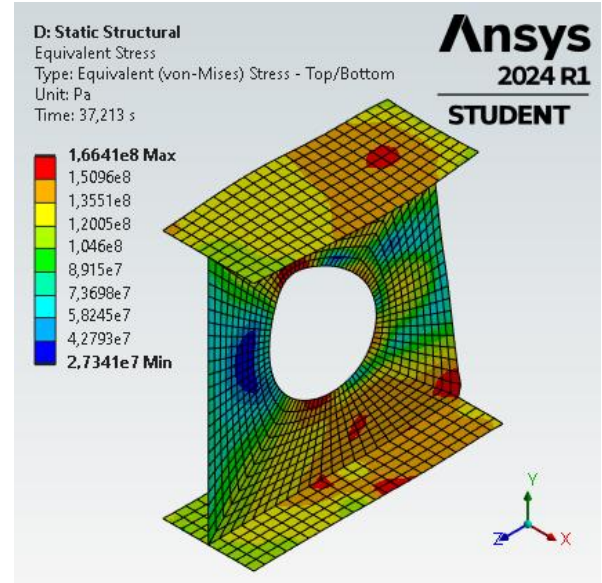 D: Static Structural
Equivalent Stress
Type: Equivalent (von-Mises) Stress - Top/Bottom
Unit: Pa
Time: 37,213 s
Ansys
2024 R1
STUDENT
1,6641e8 Max
1,5096e8
1,3551e8
1,2005e8
1,046e8
8,915e7
7,3698e7
5,8245e7
4,2793e7
2,7341e7 Min
Y
Z
X